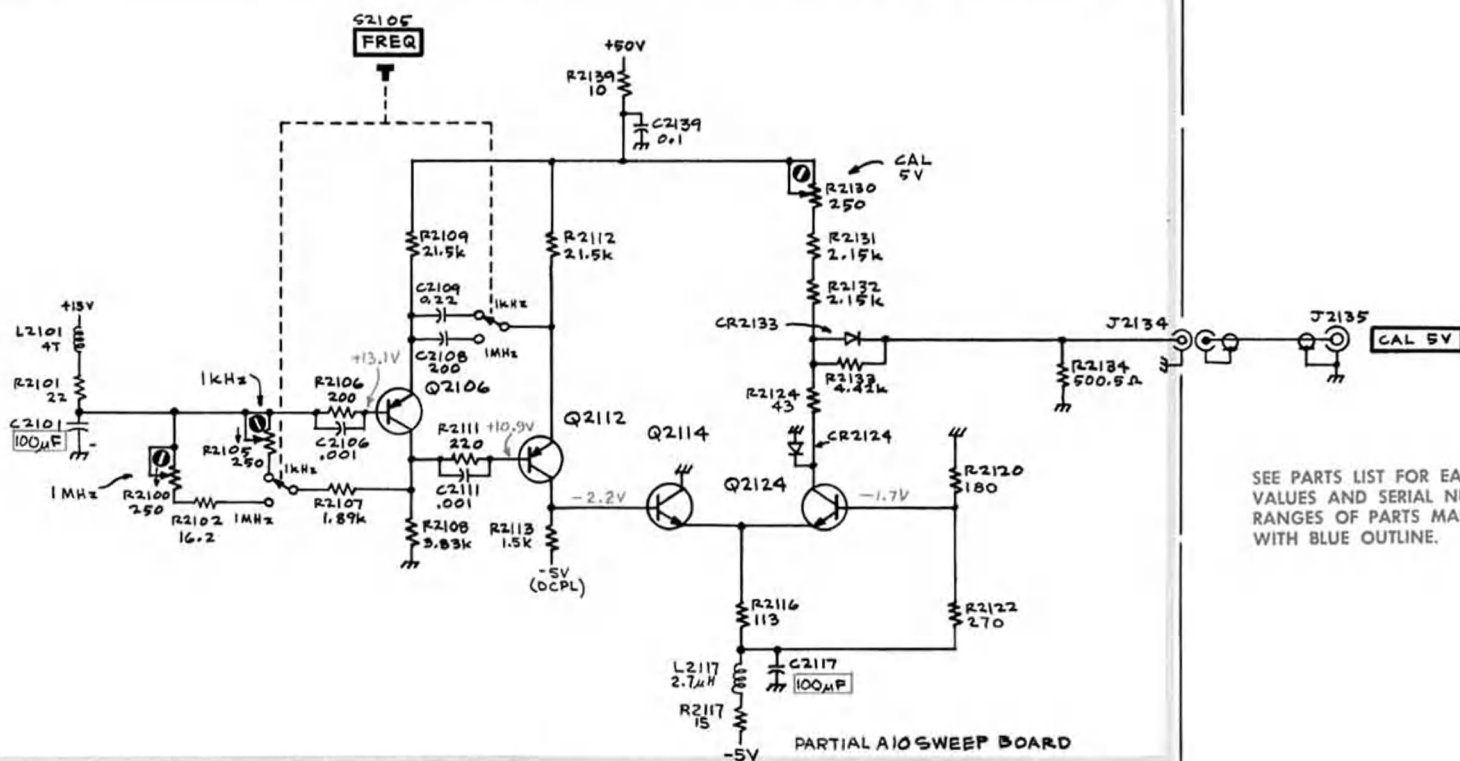 S2105
FREQ
+50V
R2139
10
C2139
0.1
CAL
5V
R2130
250
R2109
21.5k
R2112
21.5k
R2131
2.15k
+15V
L2101
4T
C2109
0.22
1kHz
R2132
2.15k
CR2133
J2134
J2135
CAL 5V
C2108
200
1MHz
R2101
22
1kHz
+13.1V
R2106
200
Q2106
R2133
4.42k
R2134
500.5Ω
R2124
43
C2101
100μF
-
R2105
250
C2106
.001
R2111
220
+10.9V
Q2112
Q2114
CR2124
1MHz
R2100
250
1kHz
C2111
.001
Q2124
R2120
180
-2.2V
-1.7V
R2102
16.2
1MHz
R2107
1.89k
R2108
3.83k
R2113
1.5k
-5V
(DCPL)
SEE PARTS LIST FOR EA
VALUES AND SERIAL NU
RANGES OF PARTS MA
WITH BLUE OUTLINE.
R2116
113
R2122
270
L2117
2.7μH
C2117
100μF
R2117
15
-5V
PARTIAL A10 SWEEP BOARD